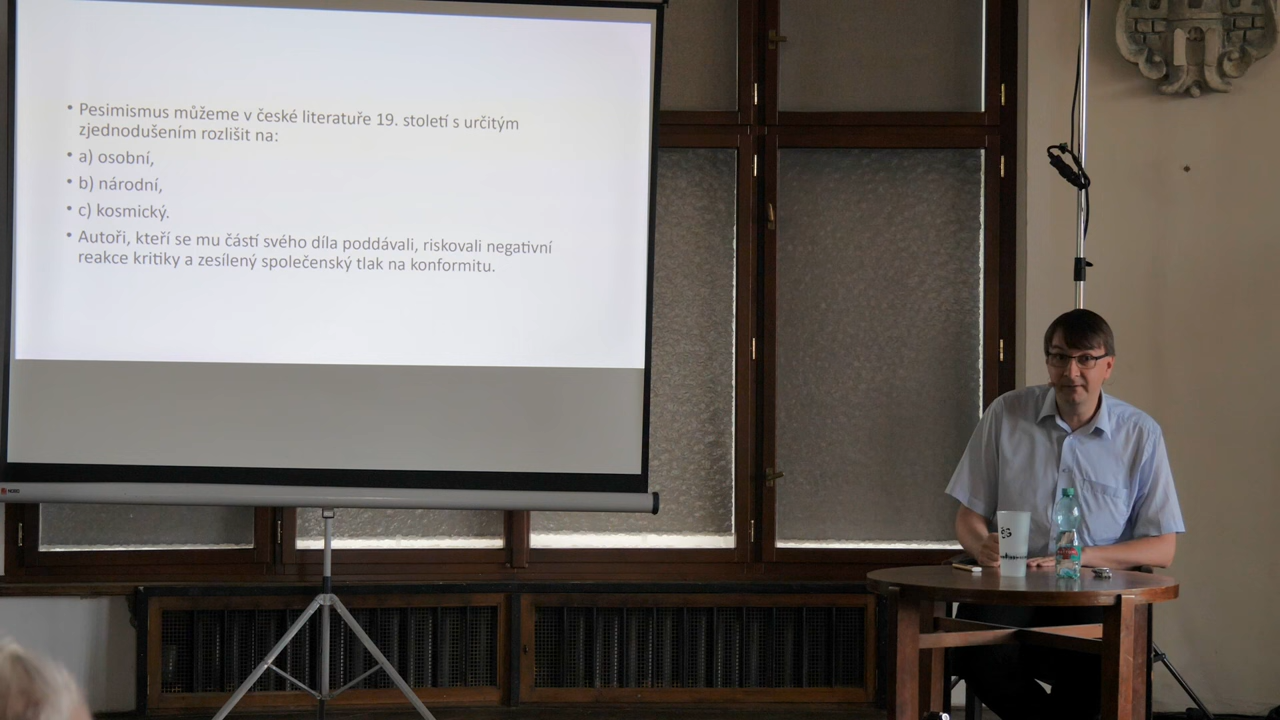 • Pesimismus můžeme v české literatuře 19. století s určitým
zjednodušením rozlišit na:
• a) osobní,
• b) národní,
• c) kosmický.
• Autoři, kteří se mu částí svého díla poddávali, riskovali negativní
reakce kritiky a zesílený společenský tlak na konformitu.